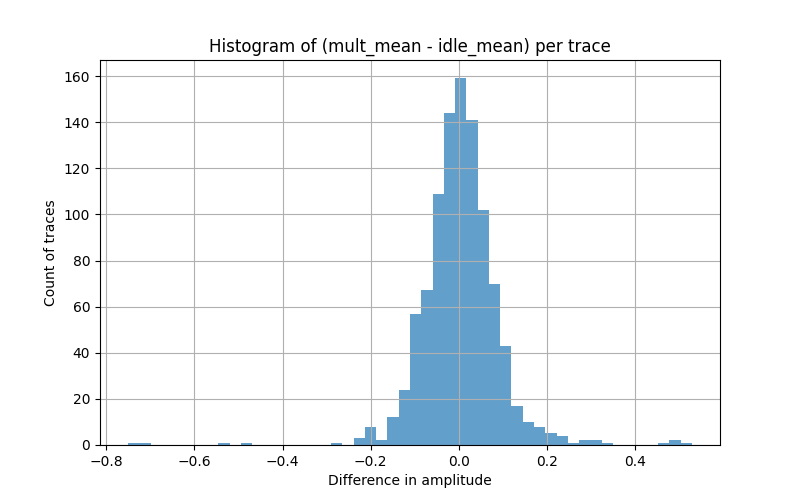 Histogram of (mult_mean - idle_mean) per trace
Count of traces
160
140
120
100
80
60
40
20
0
−0.8 −0.6 −0.4 −0.2 0.0 0.2 0.4
Difference in amplitude